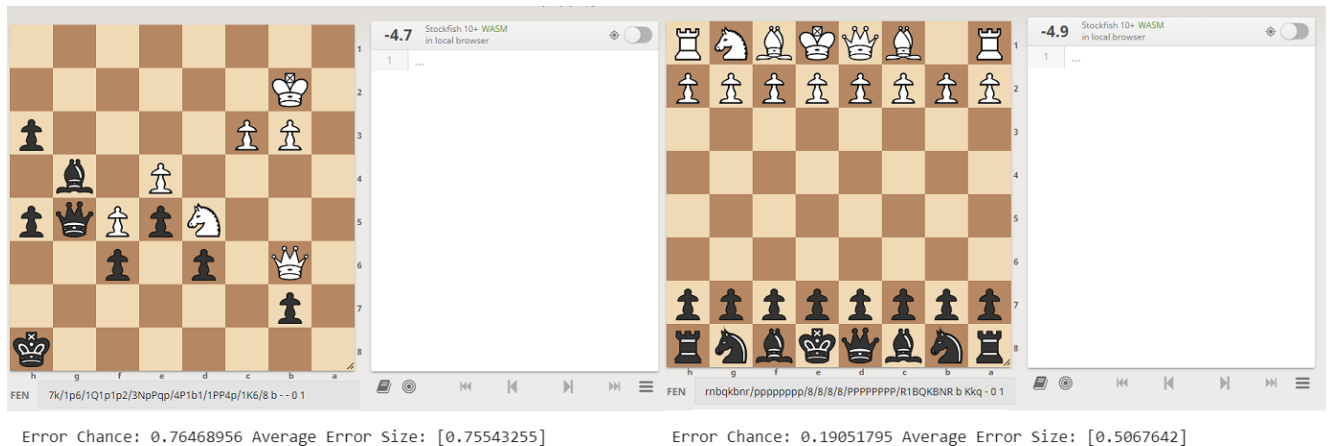 -4.7 Stockfish 10+ WASM
in local browser
1 ...
1
2
3
4
5
6
7
8
h g f e d c b a
FEN 7k/1p6/1Q1p1p2/3NpPqp/4P1b1/1PP4p/1K6/8 b - - 0 1
Error Chance: 0.76468956 Average Error Size: [0.75543255]
-4.9 Stockfish 10+ WASM
in local browser
1 ...
1
2
3
4
5
6
7
8
h g f e d c b a
FEN rnbqkbnr/pppppppp/8/8/8/8/PPPPPPPP/R1BQKBNR b Kkq - 0 1
Error Chance: 0.19051795 Average Error Size: [0.5067642]